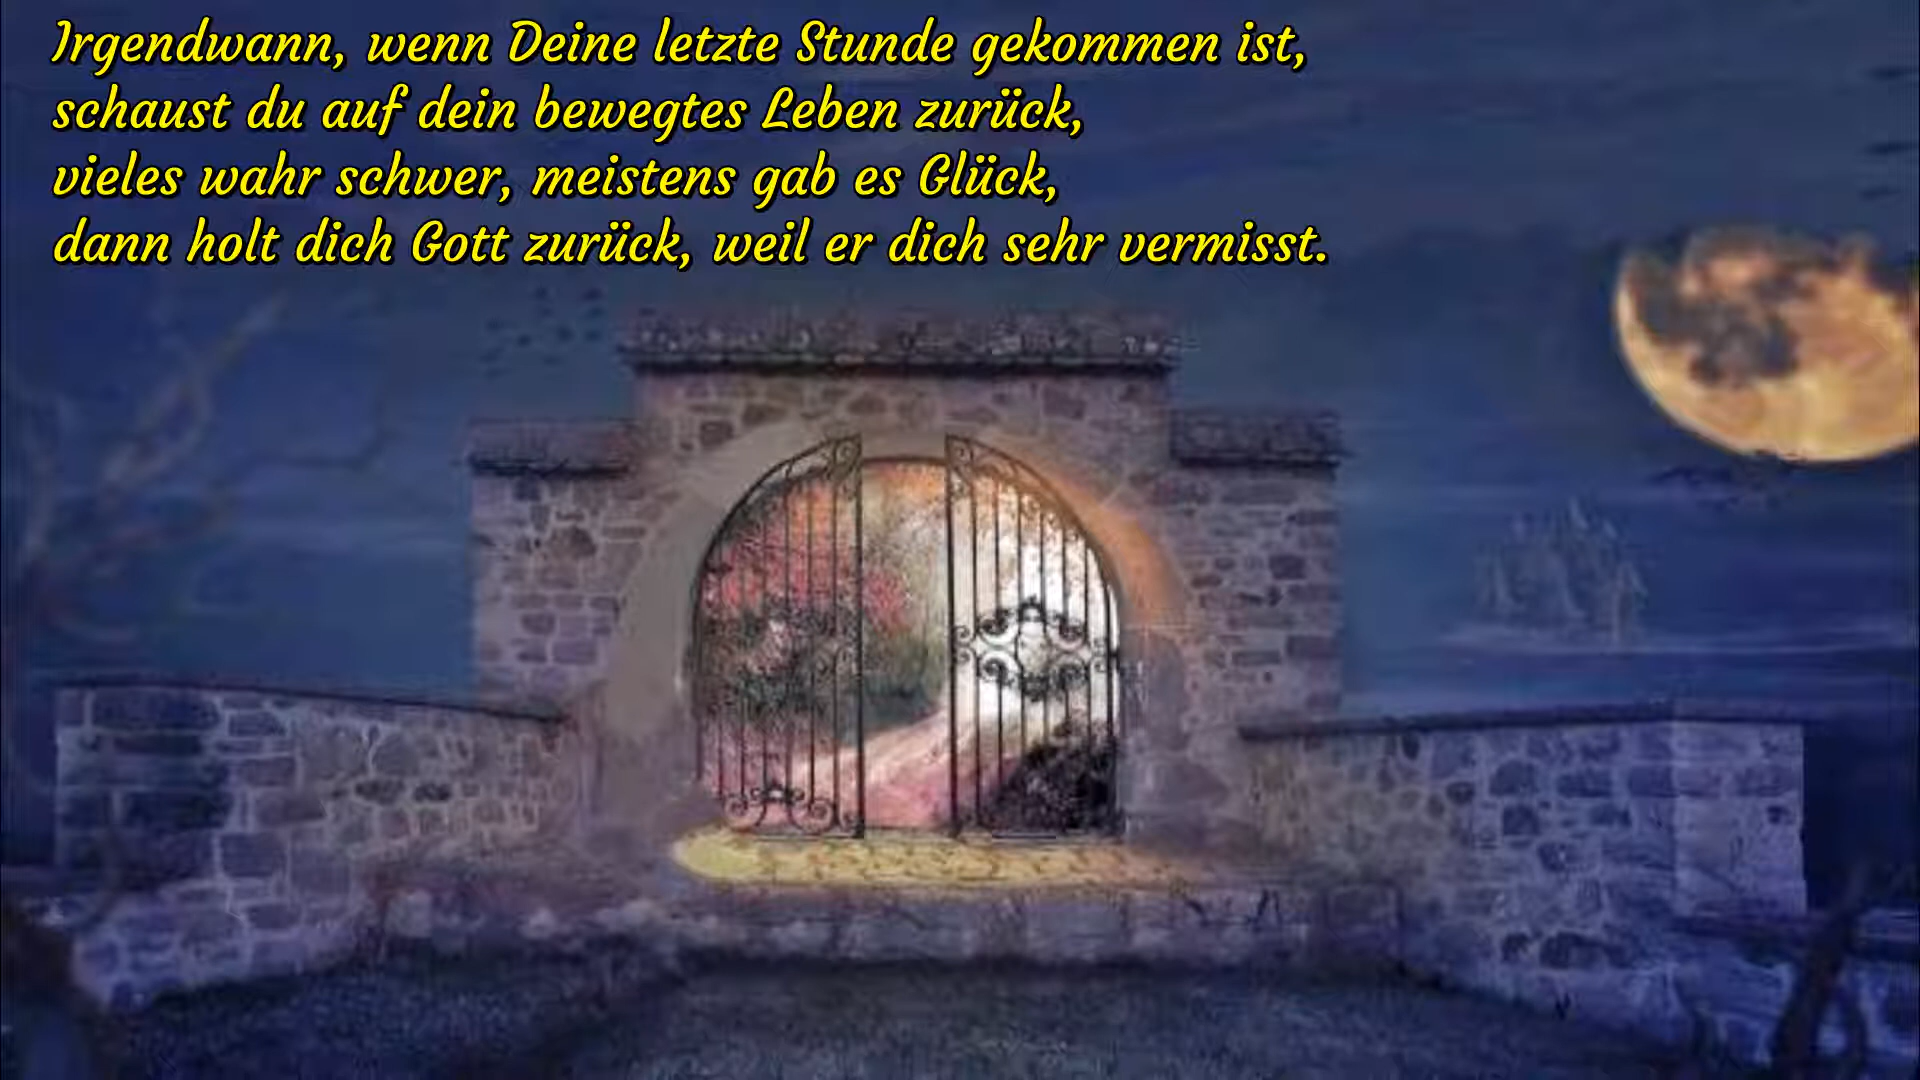 Irgendwann, wenn Deine letzte Stunde gekommen ist,
schaust du auf dein bewegtes Leben zurück,
vieles wahr schwer, meistens gab es Glück,
dann holt dich Gott zurück, weil er dich sehr vermisst.